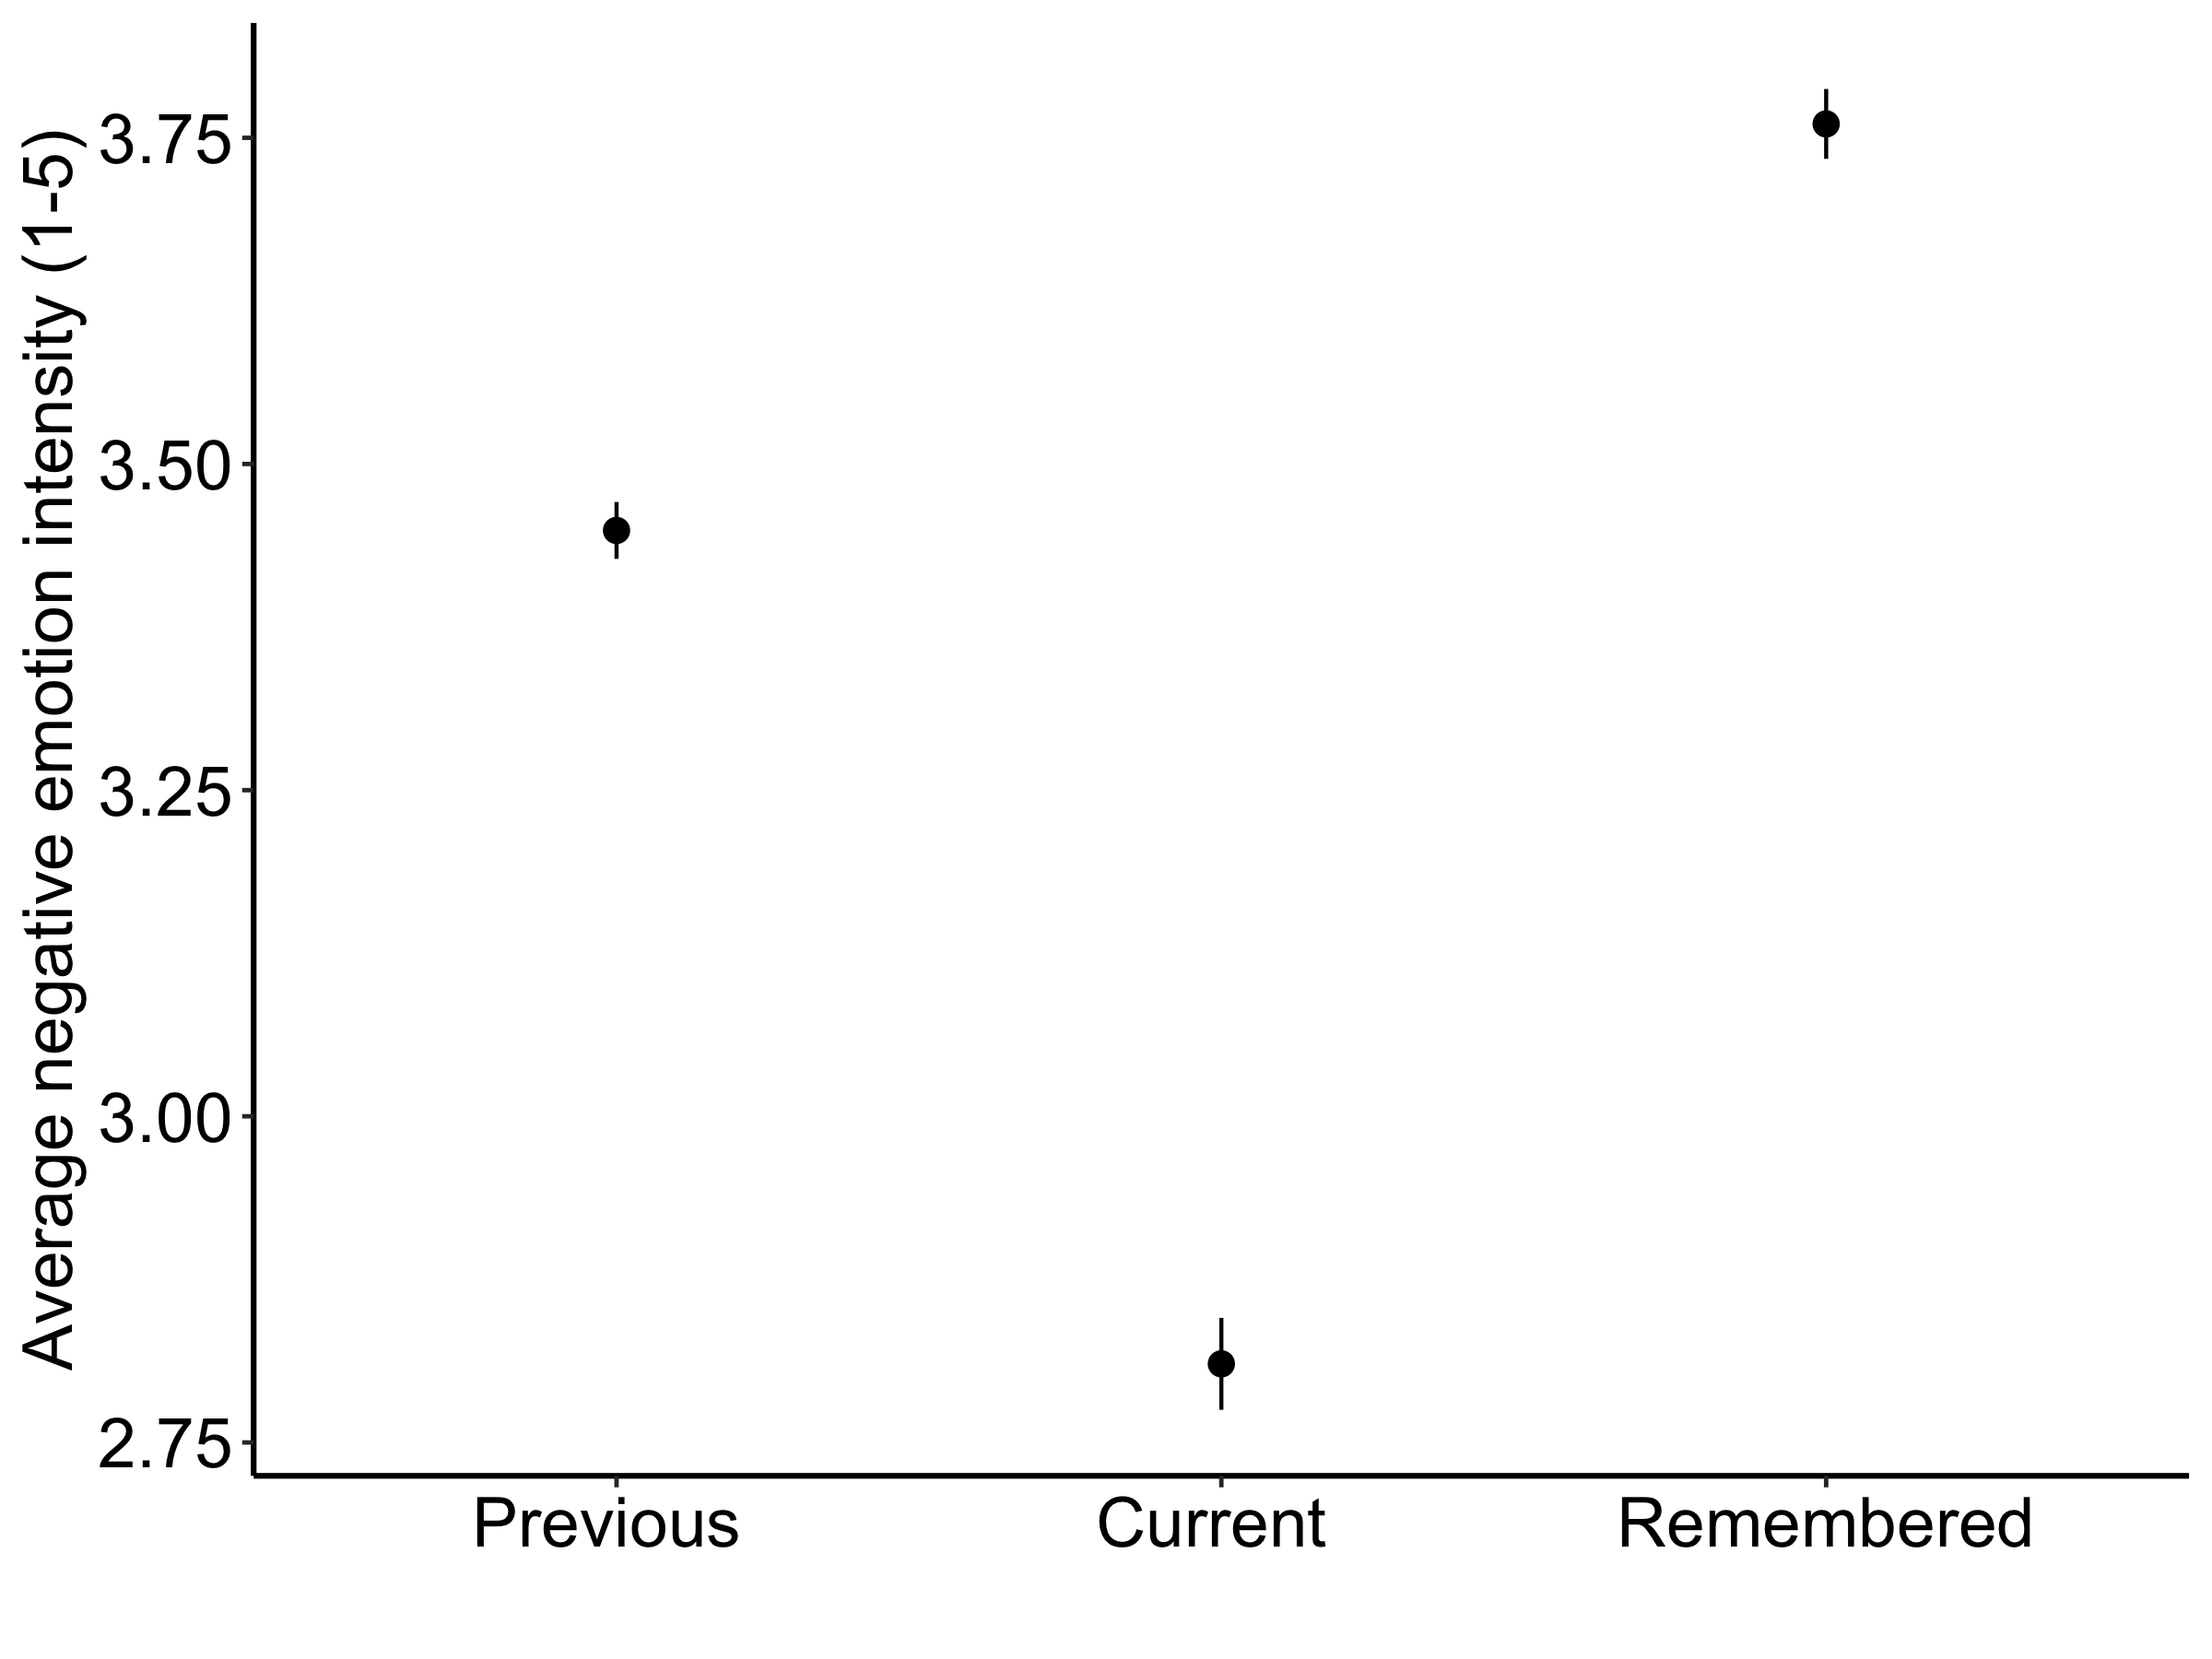 Average negative emotion intensity (1-5)
3.75
3.50
3.25
3.00
2.75
Previous
Current
Remembered